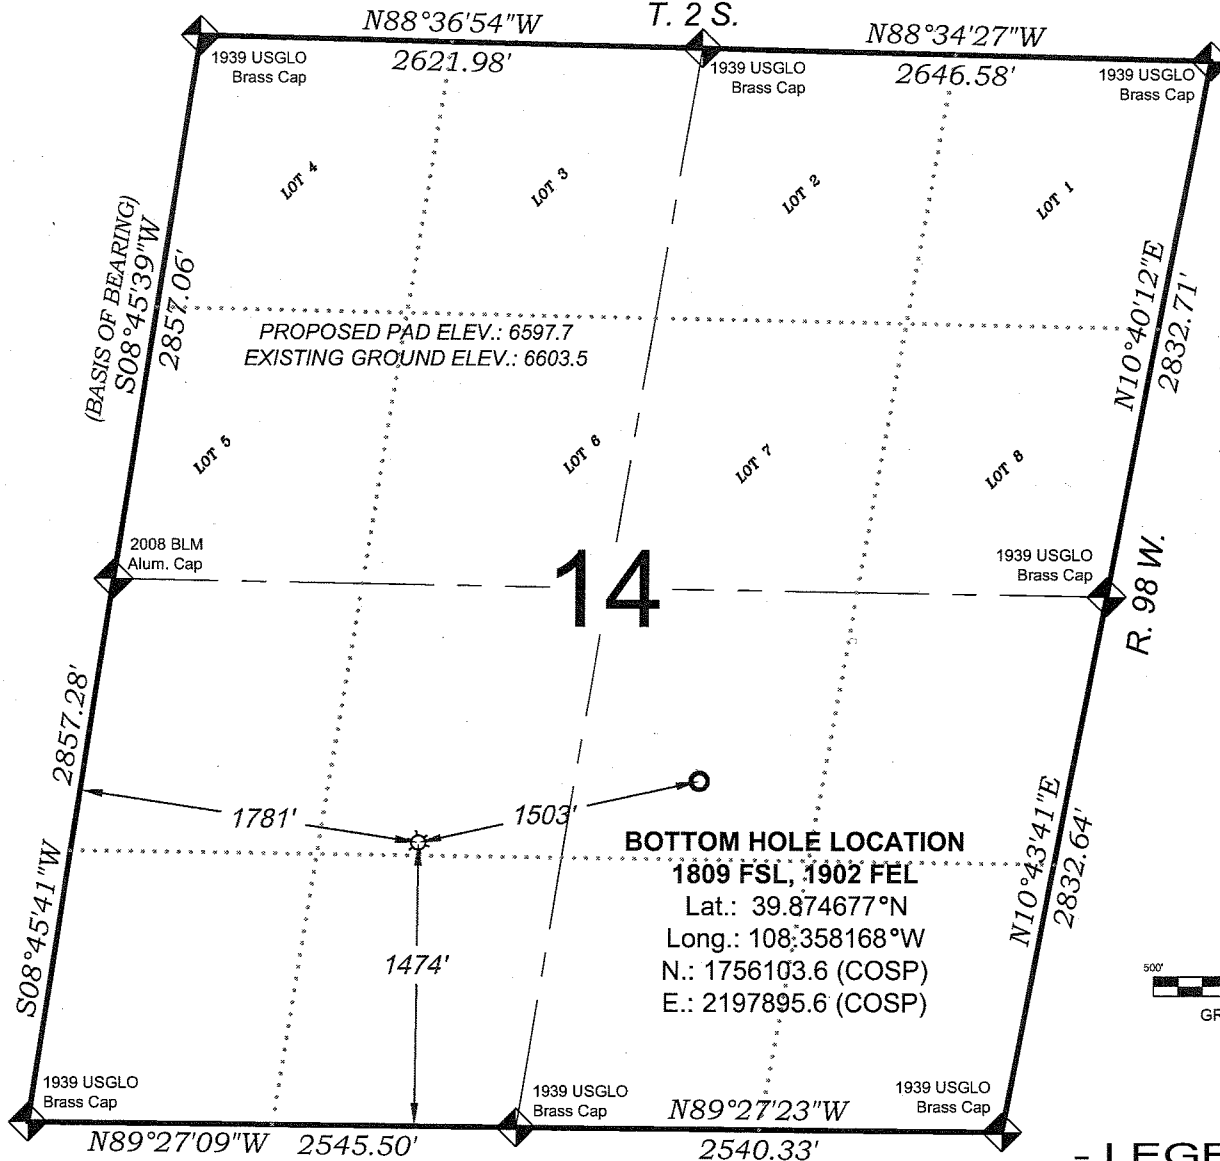 T. 2 S.
N88°36'54"W
2621.98'
N88°34'27"W
2646.58'
1939 USGLO
Brass Cap
1939 USGLO
Brass Cap
1939 USGLO
Brass Cap
LOT 4
LOT 3
LOT 2
LOT 1
(BASIS OF BEARING)
S08°45'39"W
2857.06'
N10°40'12"E
2832.71'
PROPOSED PAD ELEV.: 6597.7
EXISTING GROUND ELEV.: 6603.5
LOT 5
LOT 6
LOT 7
LOT 8
2008 BLM
Alum. Cap
14
1939 USGLO
Brass Cap
R. 98 W.
2857.28'
S08°45'41"W
1781'
1503'
1474'
BOTTOM HOLE LOCATION
1809 FSL, 1902 FEL
Lat.: 39.874677°N
Long.: 108.358168°W
N.: 1756103.6 (COSP)
E.: 2197895.6 (COSP)
N10°43'41"E
2832.64'
500'
GR
1939 USGLO
Brass Cap
1939 USGLO
Brass Cap
1939 USGLO
Brass Cap
N89°27'09"W 2545.50'
N89°27'23"W
2540.33'
- LEGE